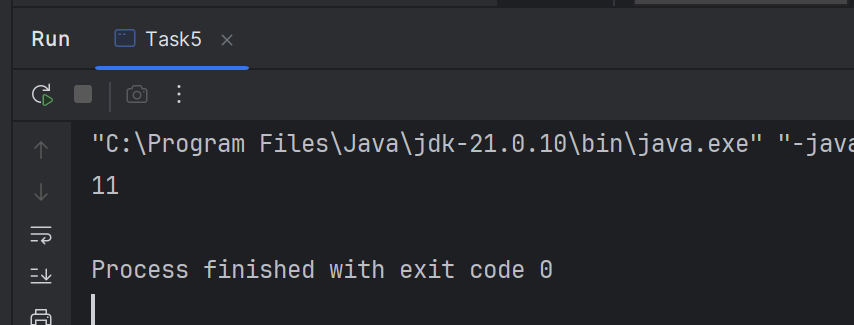 Run Task5
"C:\Program Files\Java\jdk-21.0.10\bin\java.exe" "-java
11
Process finished with exit code 0